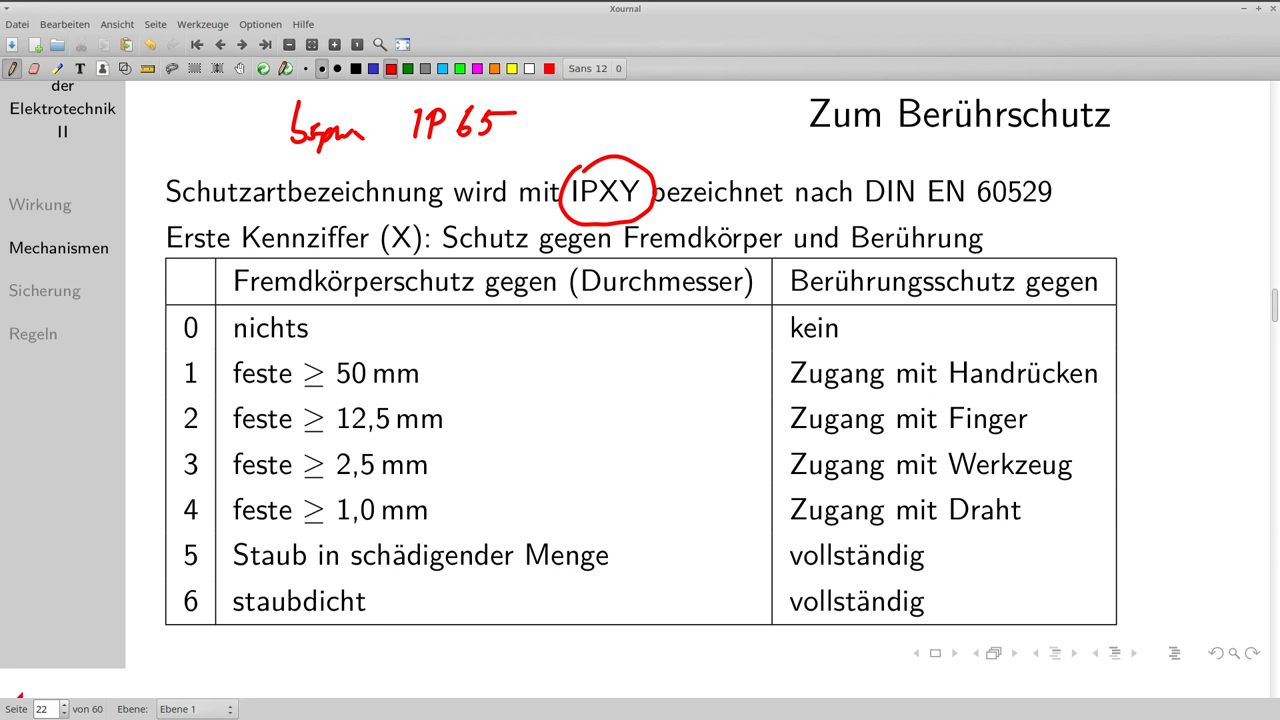 Xournal
Datei Bearbeiten Ansicht Seite Werkzeuge Optionen Hilfe
Sans 12 0
der
Elektrotechnik
II
Wirkung
Mechanismen
Sicherung
Regeln
IP 65
Zum Berührschutz
Schutzartbezeichnung wird mit IPXY bezeichnet nach DIN EN 60529
Erste Kennziffer (X): Schutz gegen Fremdkörper und Berührung
Fremdkörperschutz gegen (Durchmesser) Berührungsschutz gegen
0 nichts kein
1 feste ≥ 50 mm Zugang mit Handrücken
2 feste ≥ 12,5 mm Zugang mit Finger
3 feste ≥ 2,5 mm Zugang mit Werkzeug
4 feste ≥ 1,0 mm Zugang mit Draht
5 Staub in schädigender Menge vollständig
6 staubdicht vollständig
Seite 22 von 60 Ebene: Ebene 1